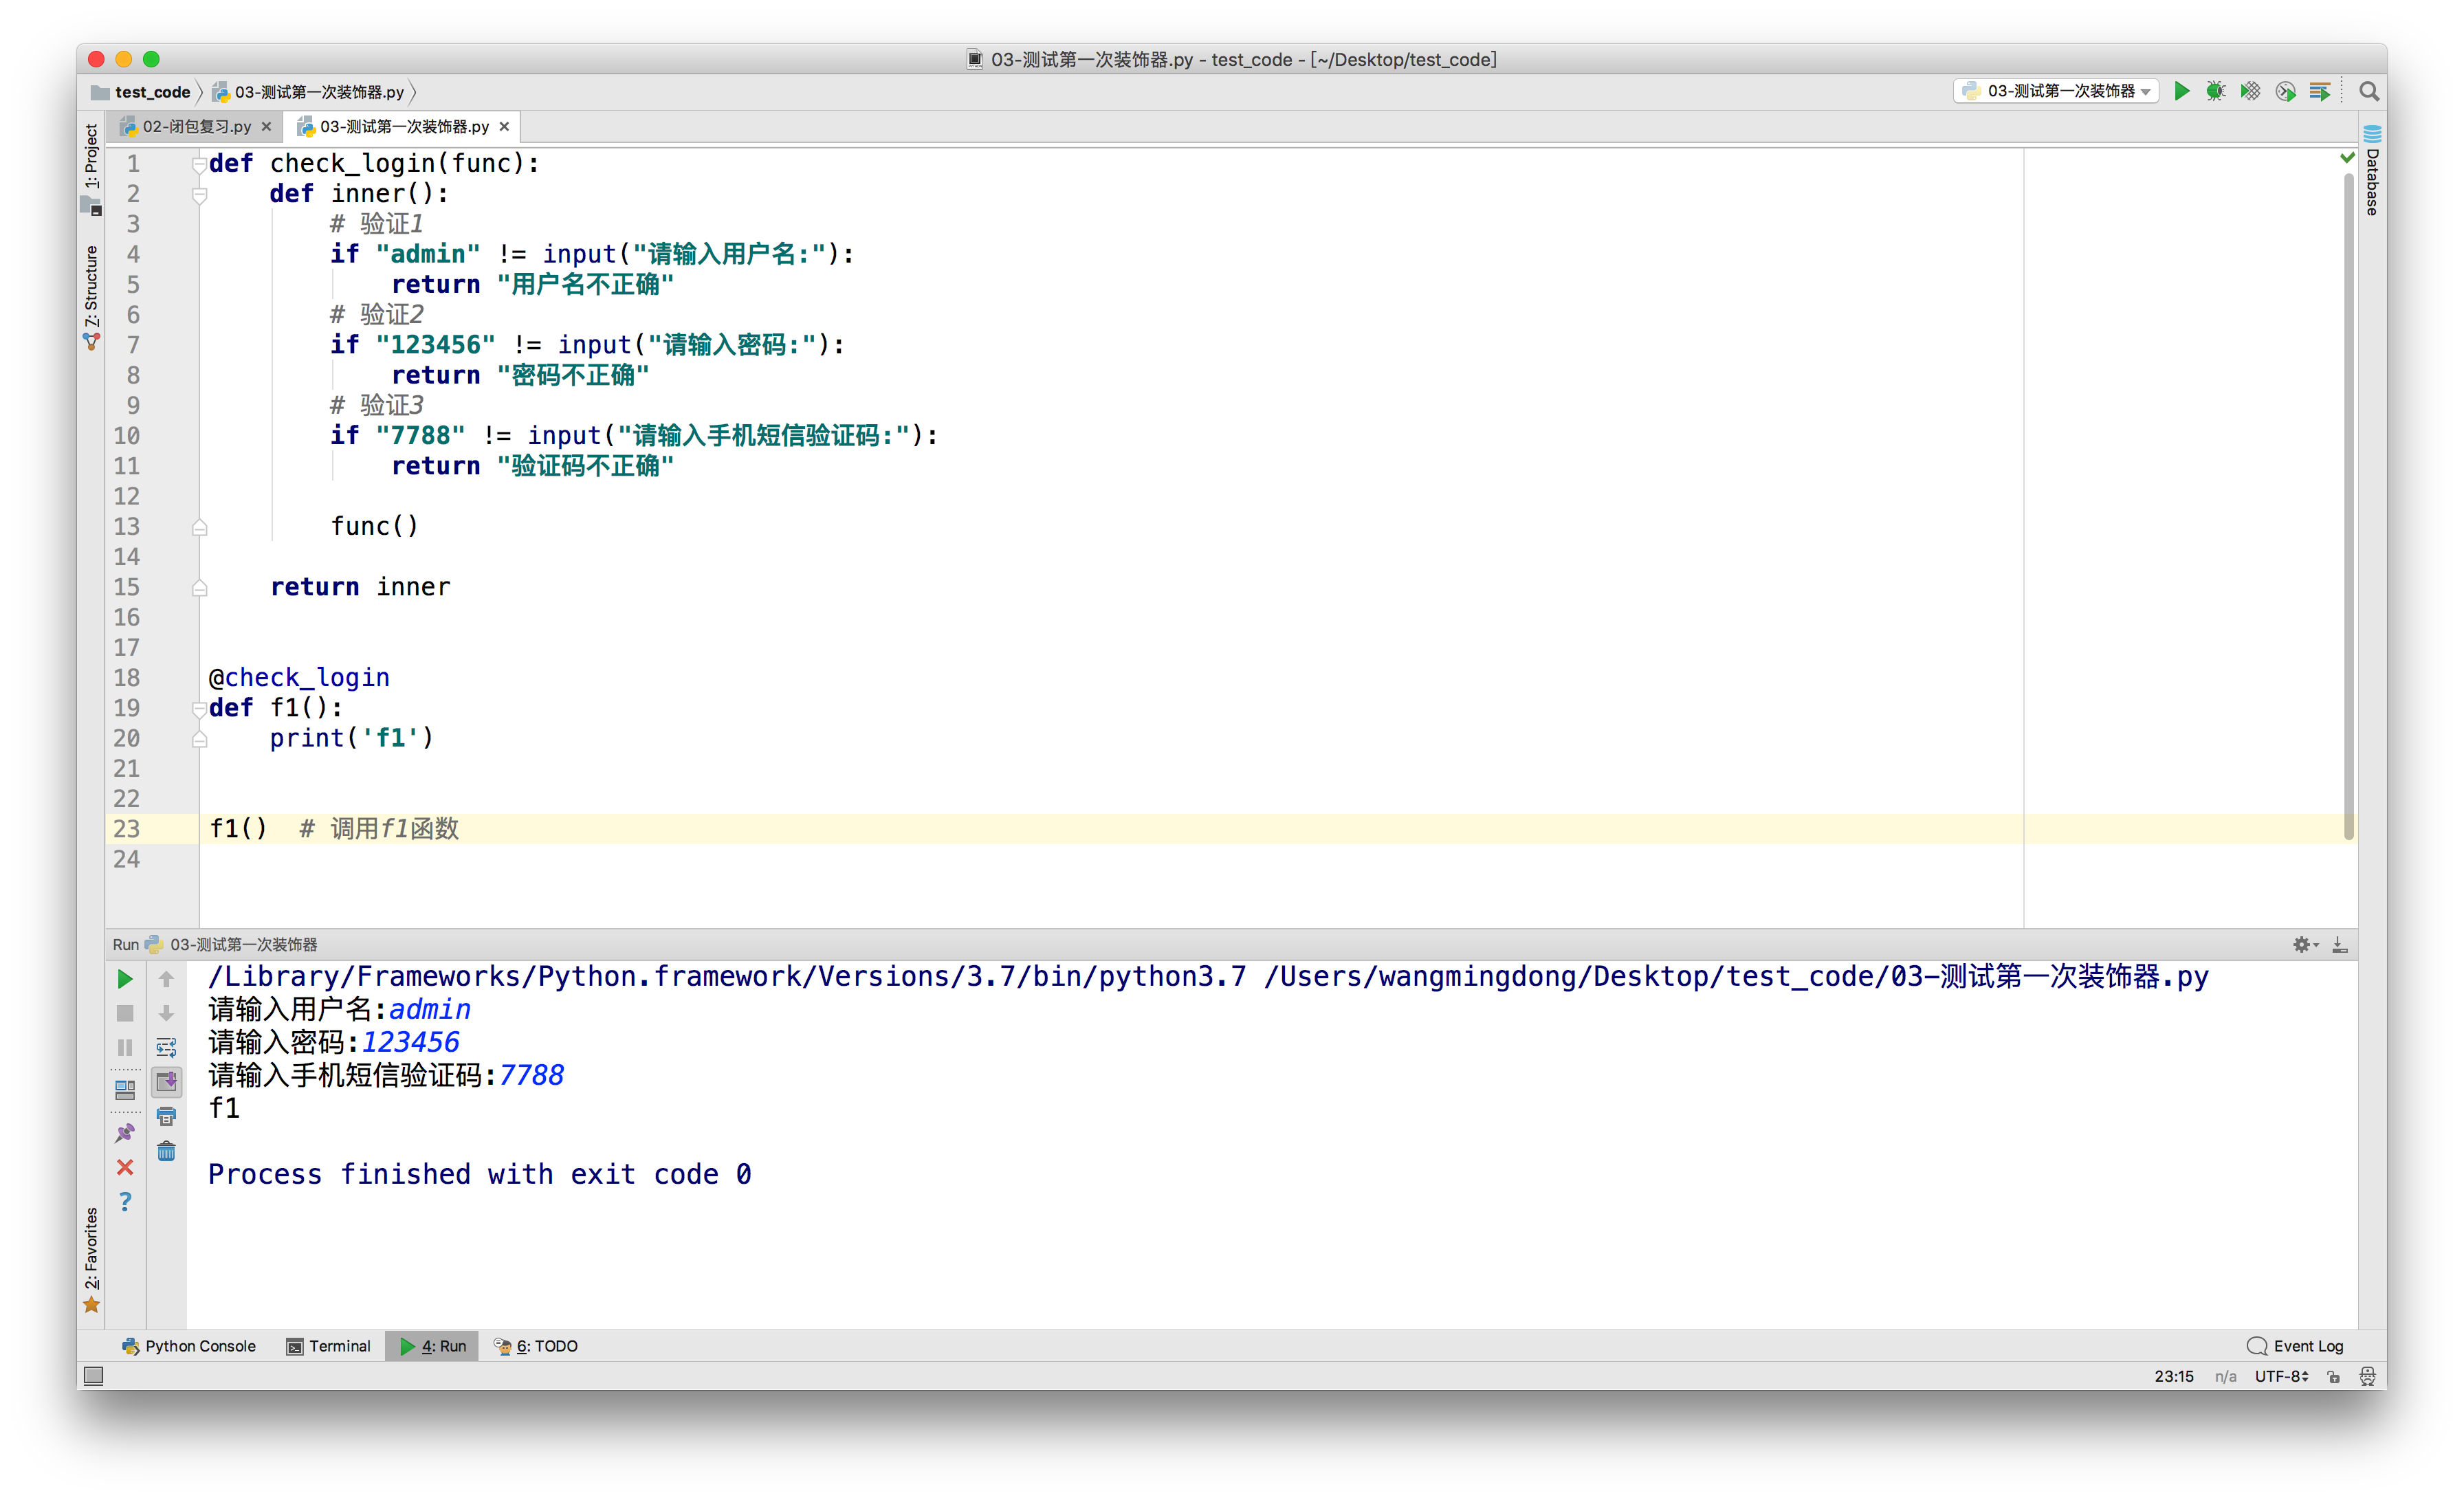 03-测试第一次装饰器.py - test_code - [~/Desktop/test_code]
test_code 03-测试第一次装饰器.py 03-测试第一次装饰器
02-闭包复习.py 03-测试第一次装饰器.py
1: Project
7: Structure
2: Favorites
Database
1 def check_login(func):
2     def inner():
3         # 验证1
4         if "admin" != input("请输入用户名:"):
5             return "用户名不正确"
6         # 验证2
7         if "123456" != input("请输入密码:"):
8             return "密码不正确"
9         # 验证3
10         if "7788" != input("请输入手机短信验证码:"):
11             return "验证码不正确"
12
13         func()
14
15     return inner
16
17
18 @check_login
19 def f1():
20     print('f1')
21
22
23 f1()  # 调用f1函数
24
Run 03-测试第一次装饰器
/Library/Frameworks/Python.framework/Versions/3.7/bin/python3.7 /Users/wangmingdong/Desktop/test_code/03-测试第一次装饰器.py
请输入用户名:admin
请输入密码:123456
请输入手机短信验证码:7788
f1
Process finished with exit code 0
Python Console Terminal 4: Run 6: TODO Event Log
23:15 n/a UTF-8